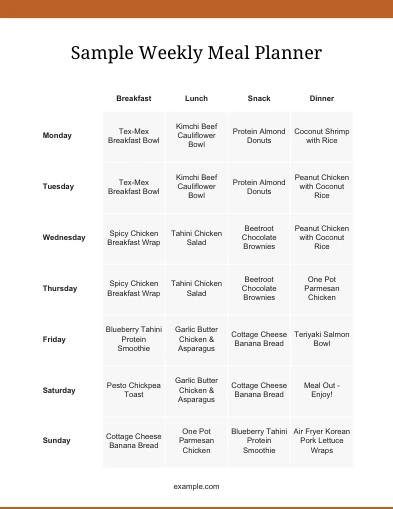 Sample Weekly Meal Planner
Breakfast Lunch Snack Dinner
Monday
Tex-Mex
Breakfast Bowl
Kimchi Beef
Cauliflower
Bowl
Protein Almond
Donuts
Coconut Shrimp
with Rice
Tuesday
Tex-Mex
Breakfast Bowl
Kimchi Beef
Cauliflower
Bowl
Protein Almond
Donuts
Peanut Chicken
with Coconut
Rice
Wednesday
Spicy Chicken
Breakfast Wrap
Tahini Chicken
Salad
Beetroot
Chocolate
Brownies
Peanut Chicken
with Coconut
Rice
Thursday
Spicy Chicken
Breakfast Wrap
Tahini Chicken
Salad
Beetroot
Chocolate
Brownies
One Pot
Parmesan
Chicken
Friday
Blueberry Tahini
Protein
Smoothie
Garlic Butter
Chicken &
Asparagus
Cottage Cheese
Banana Bread
Teriyaki Salmon
Bowl
Saturday
Pesto Chickpea
Toast
Garlic Butter
Chicken &
Asparagus
Cottage Cheese
Banana Bread
Meal Out -
Enjoy!
Sunday
Cottage Cheese
Banana Bread
One Pot
Parmesan
Chicken
Blueberry Tahini
Protein
Smoothie
Air Fryer Korean
Pork Lettuce
Wraps
example.com